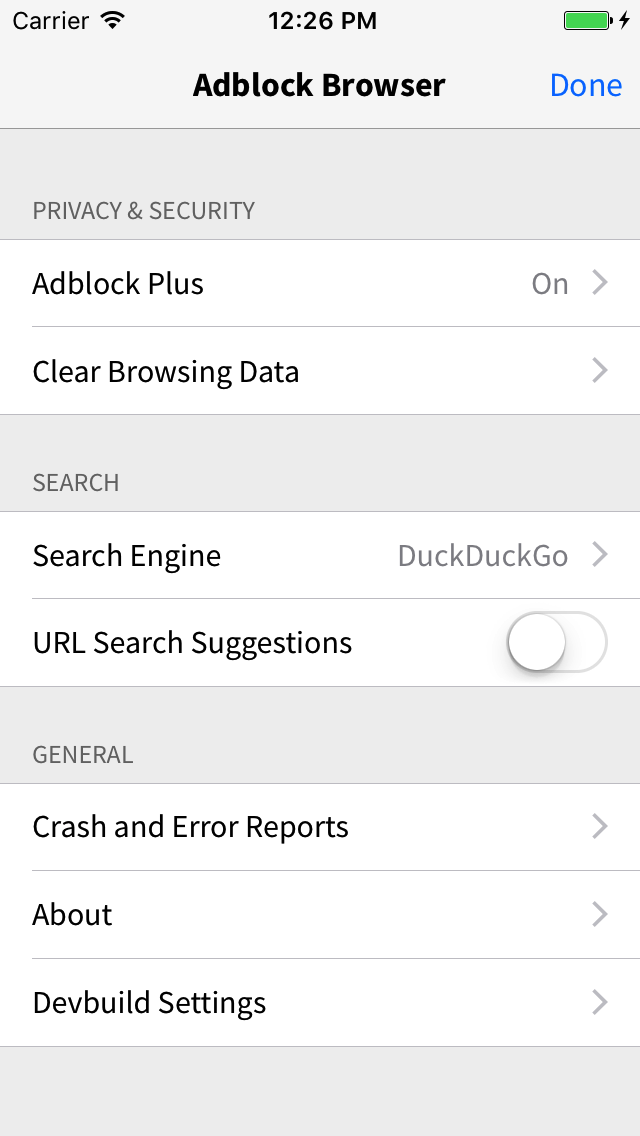 Carrier 12:26 PM
Adblock Browser Done
PRIVACY & SECURITY
Adblock Plus On
Clear Browsing Data
SEARCH
Search Engine DuckDuckGo
URL Search Suggestions
GENERAL
Crash and Error Reports
About
Devbuild Settings